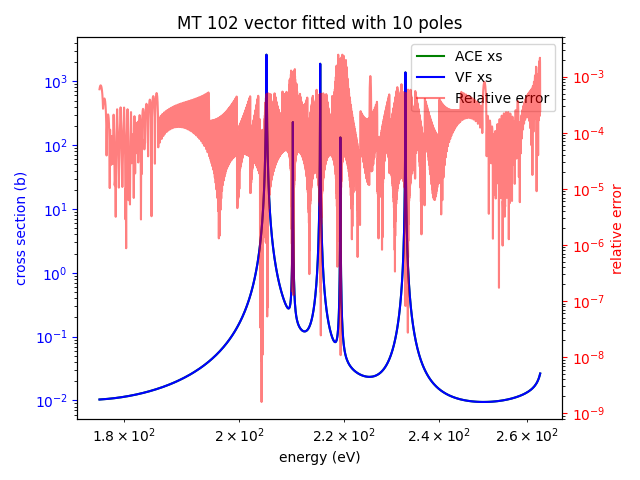 MT 102 vector fitted with 10 poles
ACE xs
VF xs
Relative error
cross section (b)
10³
10²
10¹
10⁰
10⁻¹
10⁻²
relative error
10⁻³
10⁻⁴
10⁻⁵
10⁻⁶
10⁻⁷
10⁻⁸
10⁻⁹
1.8 × 10² 2 × 10² 2.2 × 10² 2.4 × 10² 2.6 × 10²
energy (eV)